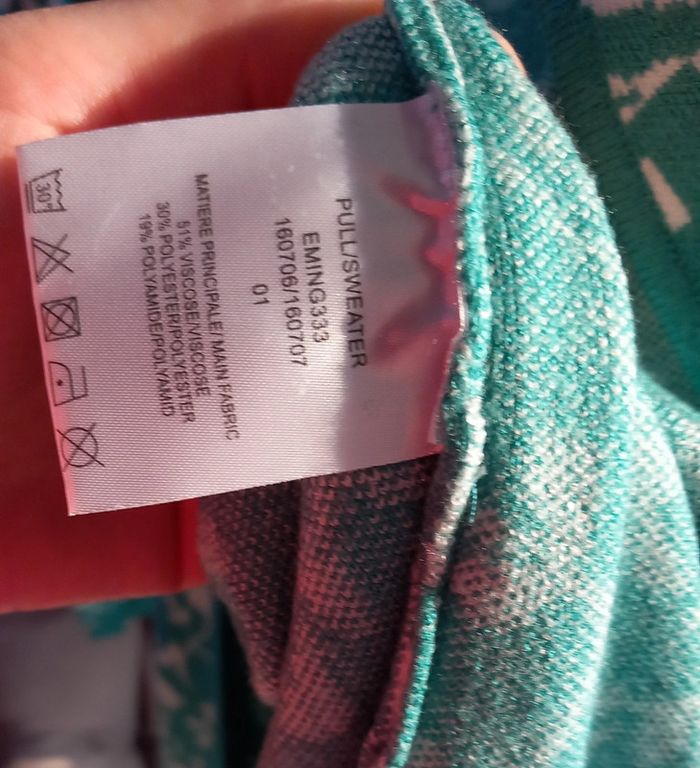 PULL/SWEATER
EMING333
160706/160707
01
MATIERE PRINCIPALE/ MAIN FABRIC
51% VISCOSE/VISCOSE
30% POLYESTER/POLYESTER
19% POLYAMIDE/POLYAMID
30°